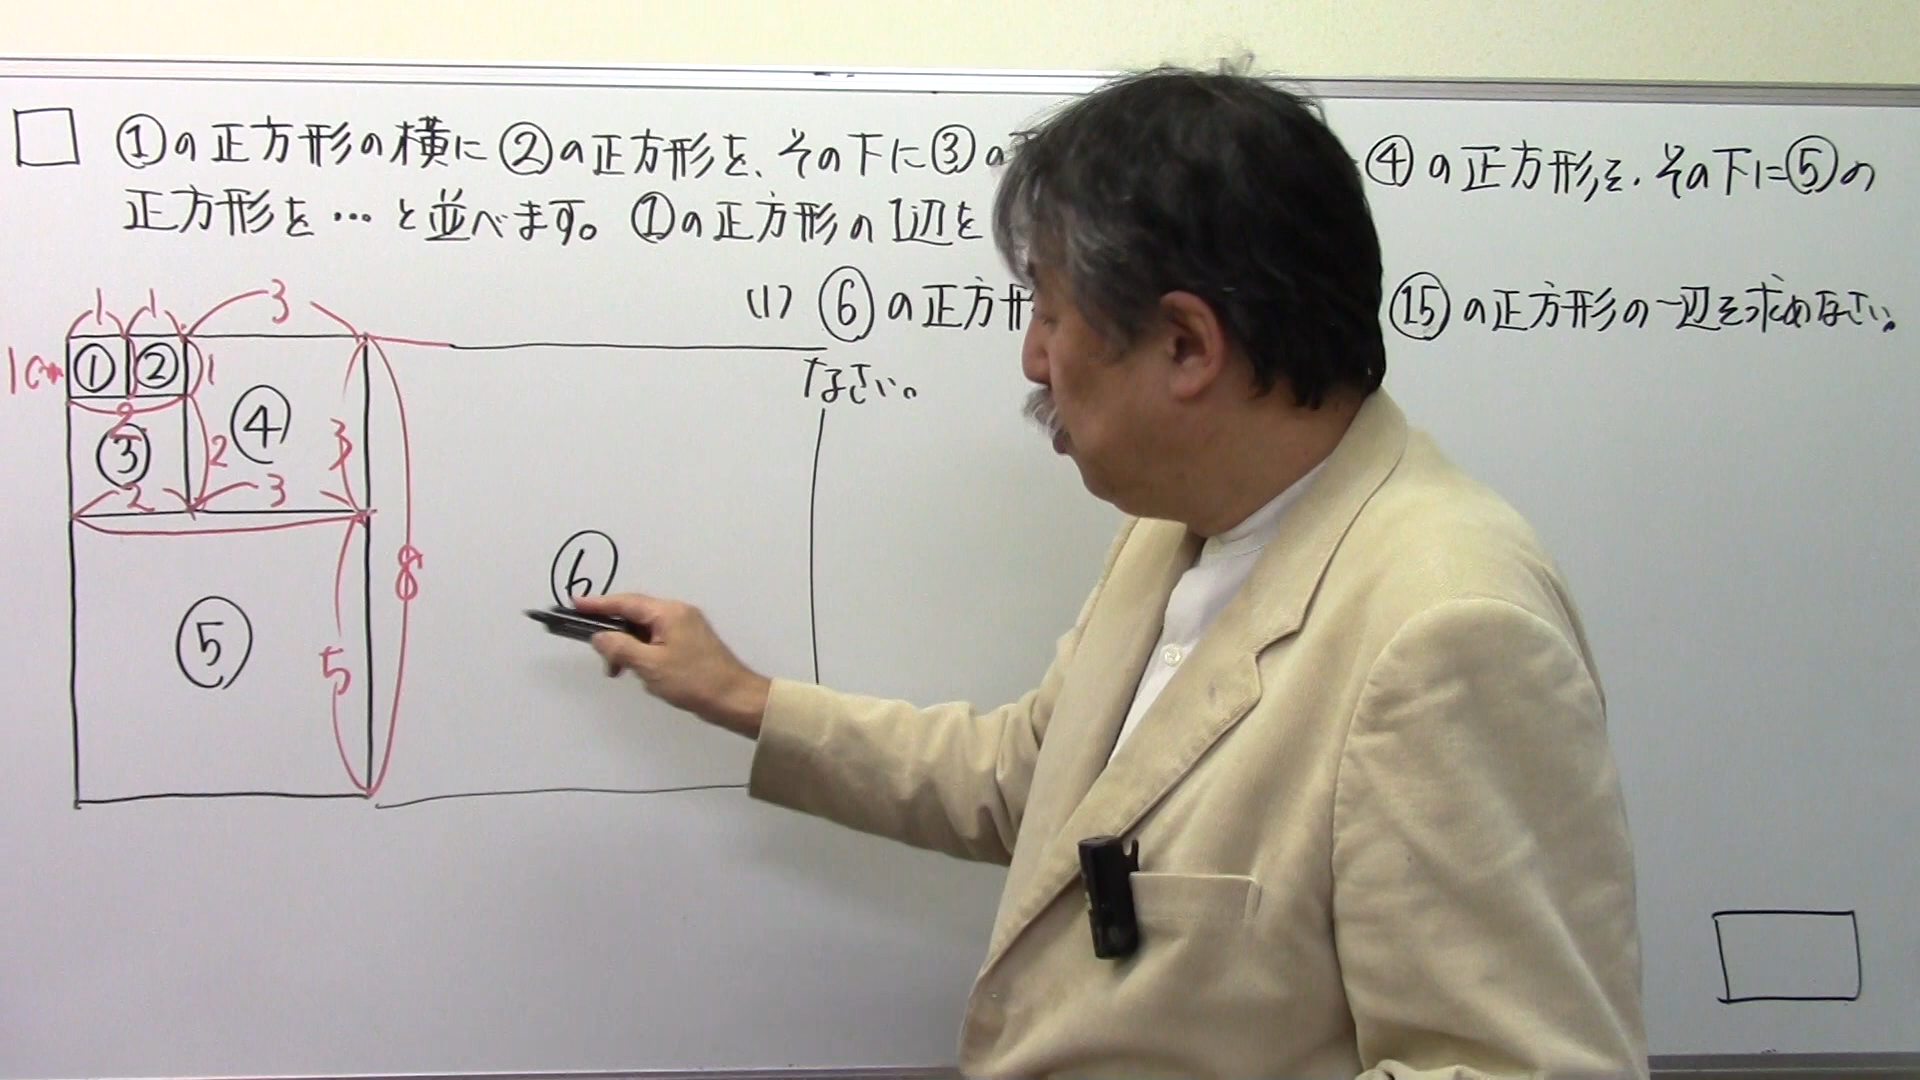 ①の正方形の横に②の正方形を、その下に③の ④の正方形を、その下に⑤の
正方形を…と並べます。①の正方形の1辺を
(1) ⑥の正方形 ⑮の正方形の一辺を求めなさい。
なさい。
1 1 3
1cm ① ② 1
2 ④
③ 2 3
2 3
⑥
8
⑤ 5